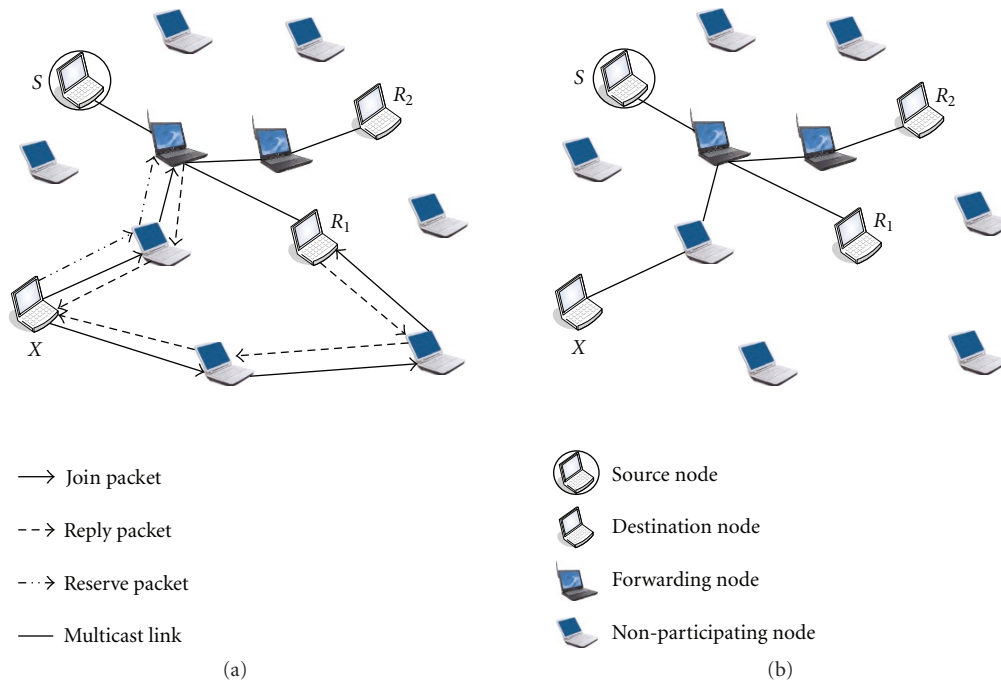 S
R2
R1
X
S
R2
R1
X
Join packet
Reply packet
Reserve packet
Multicast link
(a)
Source node
Destination node
Forwarding node
Non-participating node
(b)